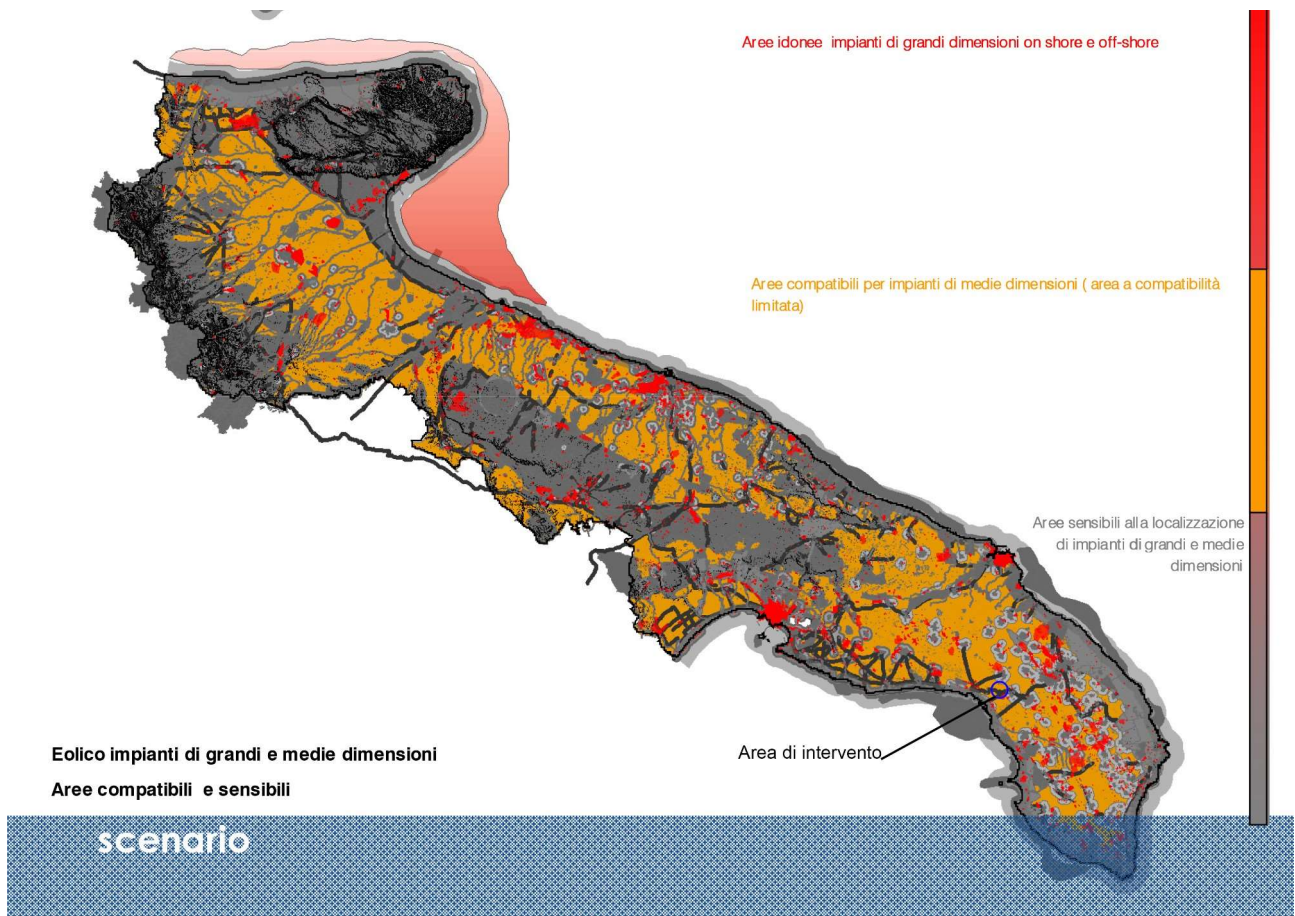 Aree idonee impianti di grandi dimensioni on shore e off-shore
Aree compatibili per impianti di medie dimensioni ( area a compatibilità
limitata)
Aree sensibili alla localizzazione
di impianti di grandi e medie
dimensioni
Area di intervento
Eolico impianti di grandi e medie dimensioni
Aree compatibili e sensibili
scenario